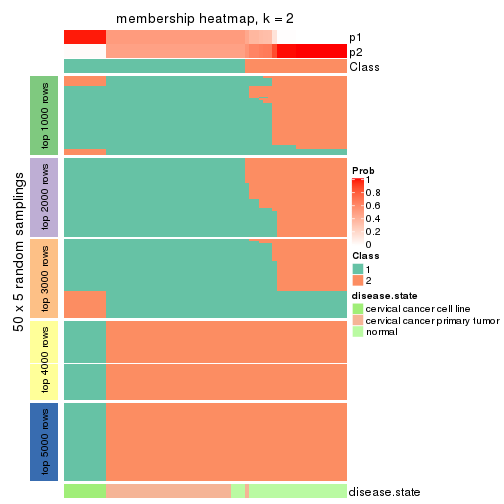 membership heatmap, k = 2
p1
p2
Class
50 x 5 random samplings
top 1000 rows
top 2000 rows
top 3000 rows
top 4000 rows
top 5000 rows
Prob
1
0.8
0.6
0.4
0.2
0
Class
1
2
disease.state
cervical cancer cell line
cervical cancer primary tumor
normal
disease.state